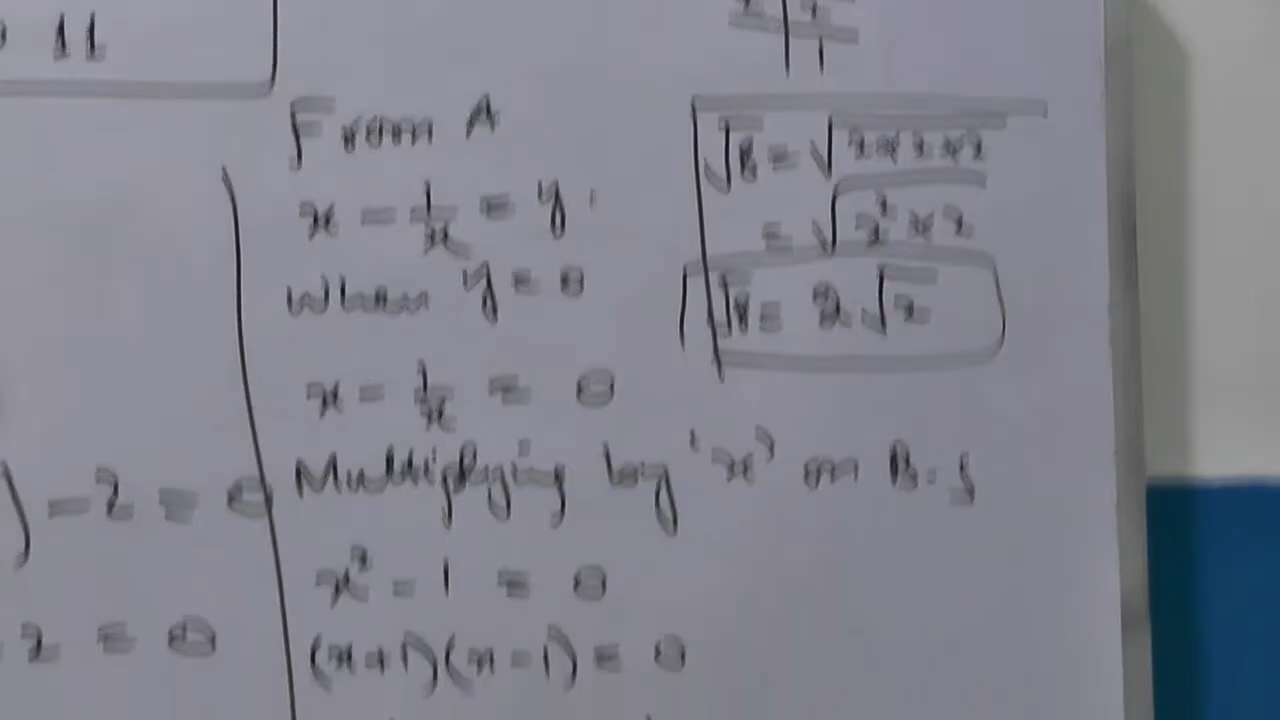 11
From A
x - 1/x = y
When y = 0
x - 1/x = 0
Multiplying by 'x' on B.S
x² - 1 = 0
(x+1)(x-1) = 0
) - 2 = 0
2 = 0
√8 = √2×2×2
= √2²×2
√8 = 2√2